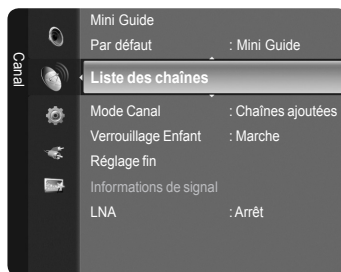 Canal
Mini Guide
Par défaut : Mini Guide
Liste des chaînes
Mode Canal : Chaînes ajoutées
Verrouillage Enfant : Marche
Réglage fin
Informations de signal
LNA : Arrêt